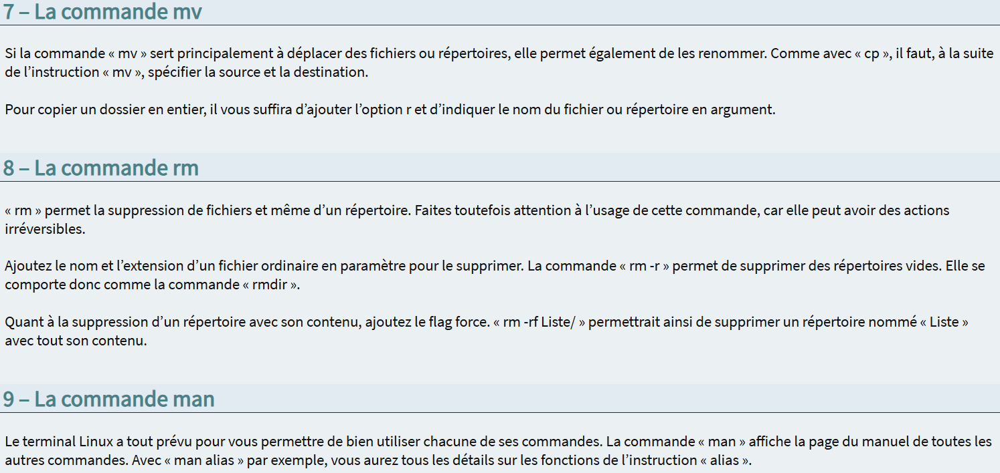 7 – La commande mv
Si la commande « mv » sert principalement à déplacer des fichiers ou répertoires, elle permet également de les renommer. Comme avec « cp », il faut, à la suite
de l’instruction « mv », spécifier la source et la destination.
Pour copier un dossier en entier, il vous suffira d’ajouter l’option r et d’indiquer le nom du fichier ou répertoire en argument.
8 – La commande rm
« rm » permet la suppression de fichiers et même d’un répertoire. Faites toutefois attention à l’usage de cette commande, car elle peut avoir des actions
irréversibles.
Ajoutez le nom et l’extension d’un fichier ordinaire en paramètre pour le supprimer. La commande « rm -r » permet de supprimer des répertoires vides. Elle se
comporte donc comme la commande « rmdir ».
Quant à la suppression d’un répertoire avec son contenu, ajoutez le flag force. « rm -rf Liste/ » permettrait ainsi de supprimer un répertoire nommé « Liste »
avec tout son contenu.
9 – La commande man
Le terminal Linux a tout prévu pour vous permettre de bien utiliser chacune de ses commandes. La commande « man » affiche la page du manuel de toutes les
autres commandes. Avec « man alias » par exemple, vous aurez tous les détails sur les fonctions de l’instruction « alias ».